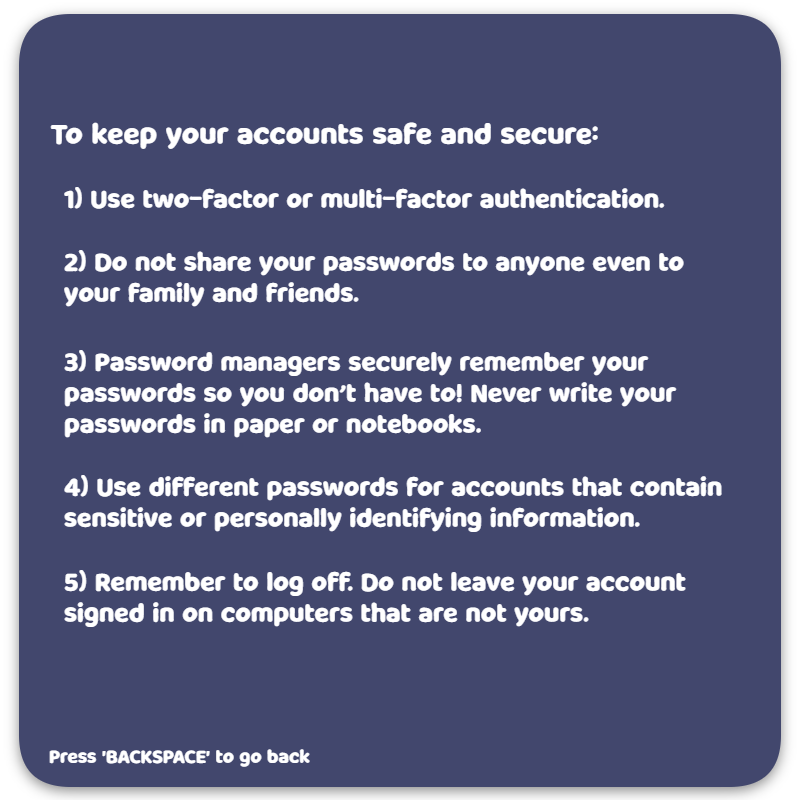 To keep your accounts safe and secure:
1) Use two-factor or multi-factor authentication.
2) Do not share your passwords to anyone even to
your family and friends.
3) Password managers securely remember your
passwords so you don't have to! Never write your
passwords in paper or notebooks.
4) Use different passwords for accounts that contain
sensitive or personally identifying information.
5) Remember to log off. Do not leave your account
signed in on computers that are not yours.
Press 'BACKSPACE' to go back